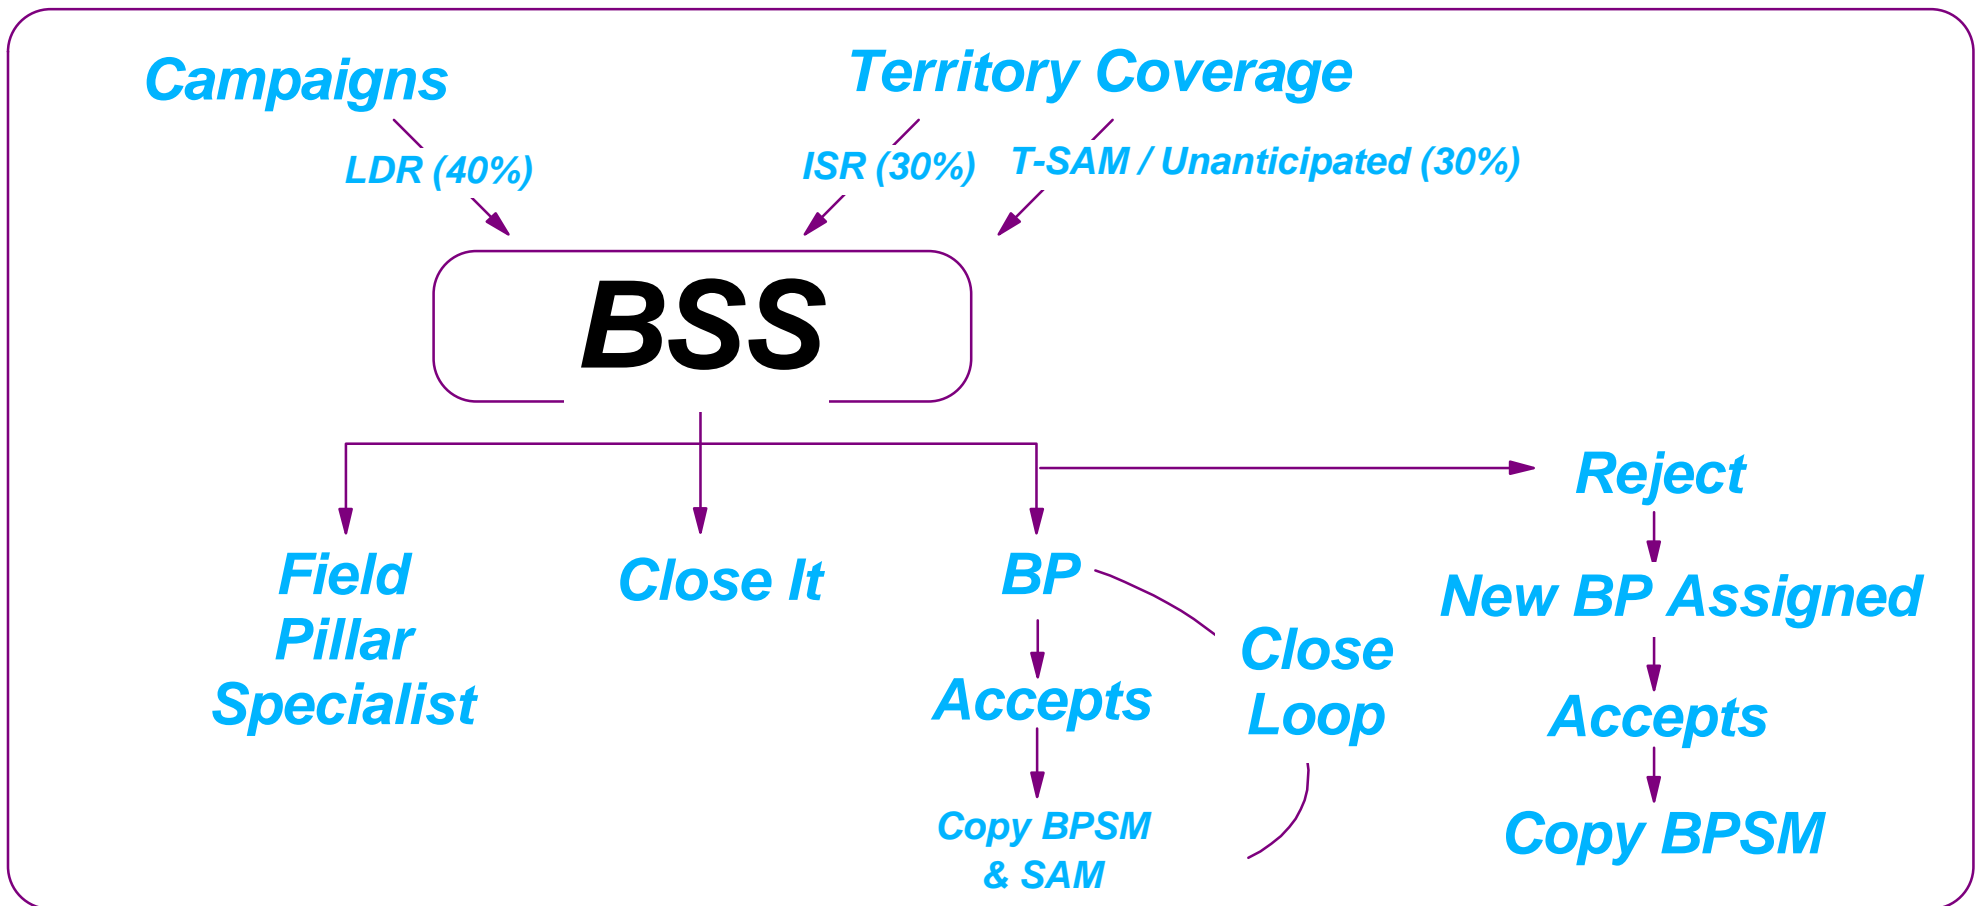 Campaigns
Territory Coverage
LDR (40%)
ISR (30%)
T-SAM / Unanticipated (30%)
BSS
Reject
Field
Pillar
Specialist
Close It
BP
New BP Assigned
Close
Loop
Accepts
Accepts
Copy BPSM
& SAM
Copy BPSM